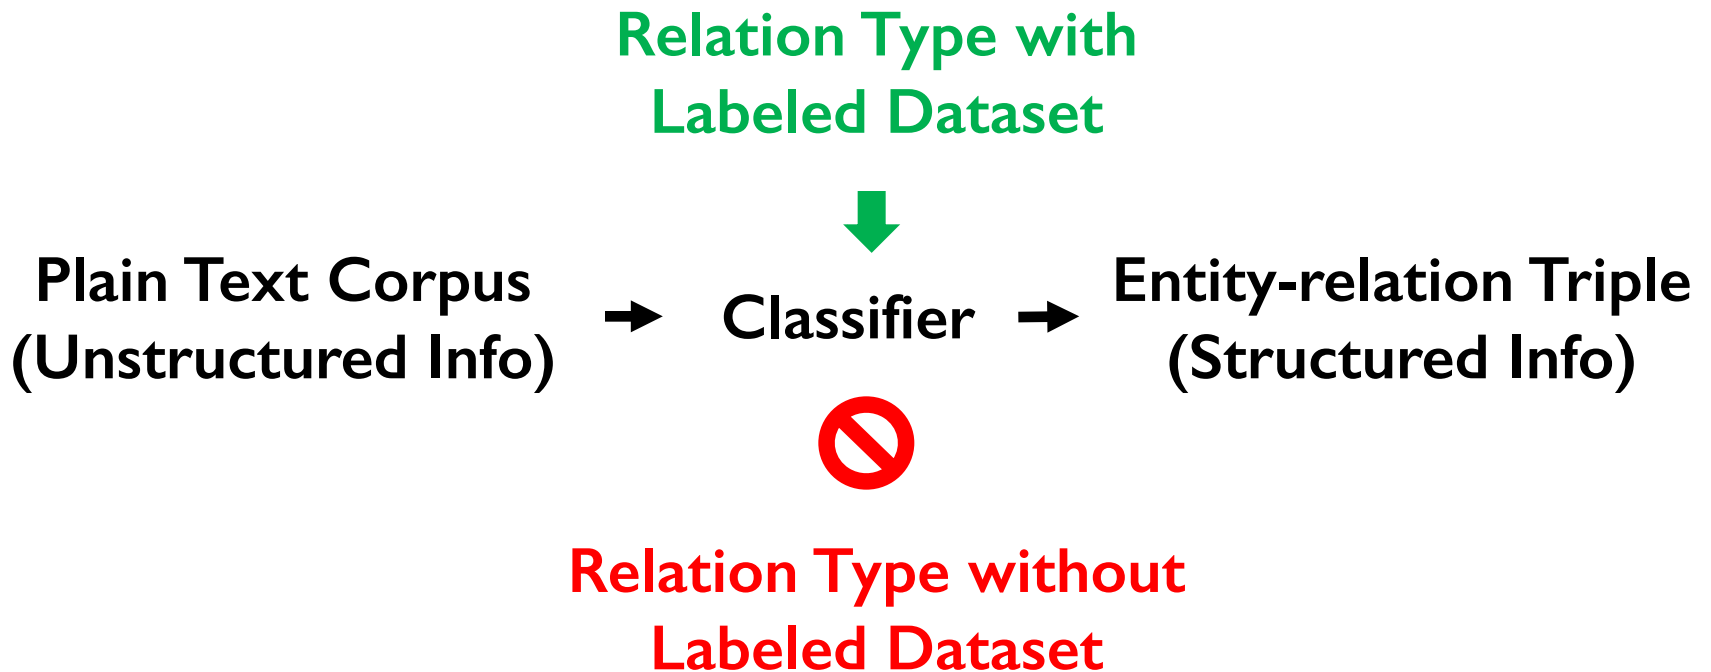 Relation Type with
Labeled Dataset
Plain Text Corpus
(Unstructured Info)
Classifier
Entity-relation Triple
(Structured Info)
Relation Type without
Labeled Dataset